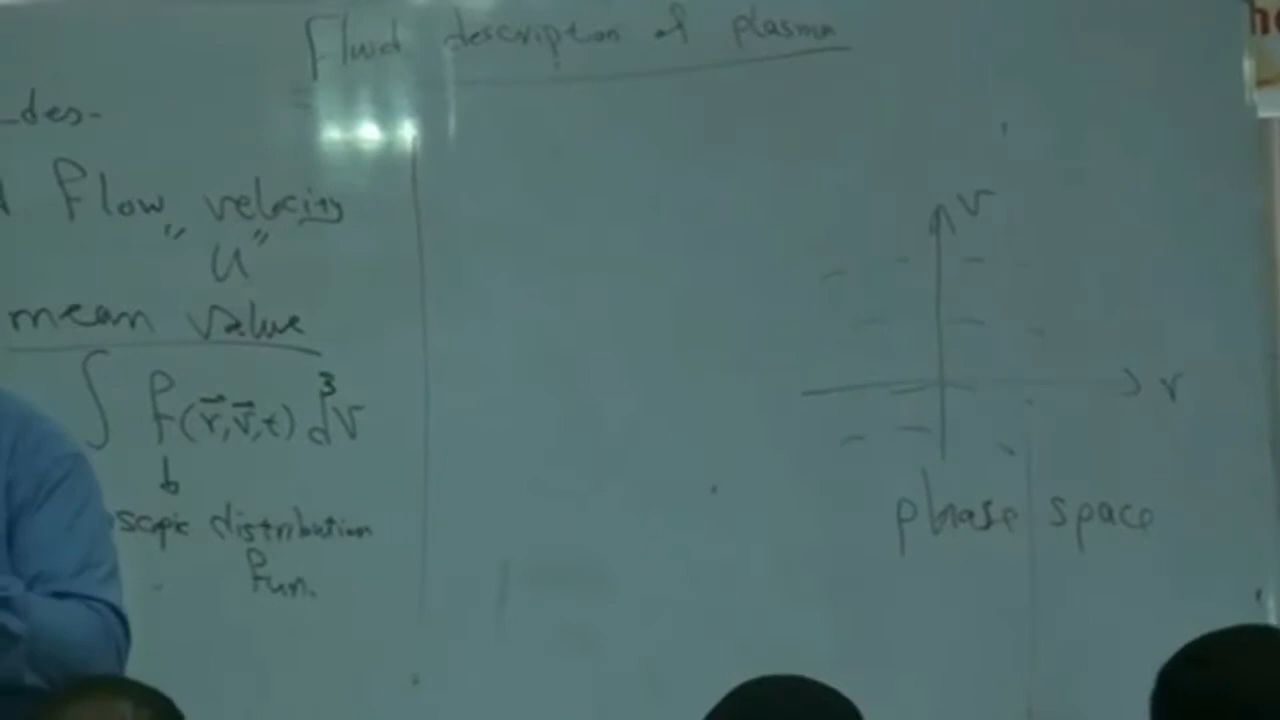 Fluid description of plasma
-des-
Flow velocity
"u"
mean value
∫ f(r⃗,v⃗,t) d³v
scopic distribution
fun.
v
r
phase space